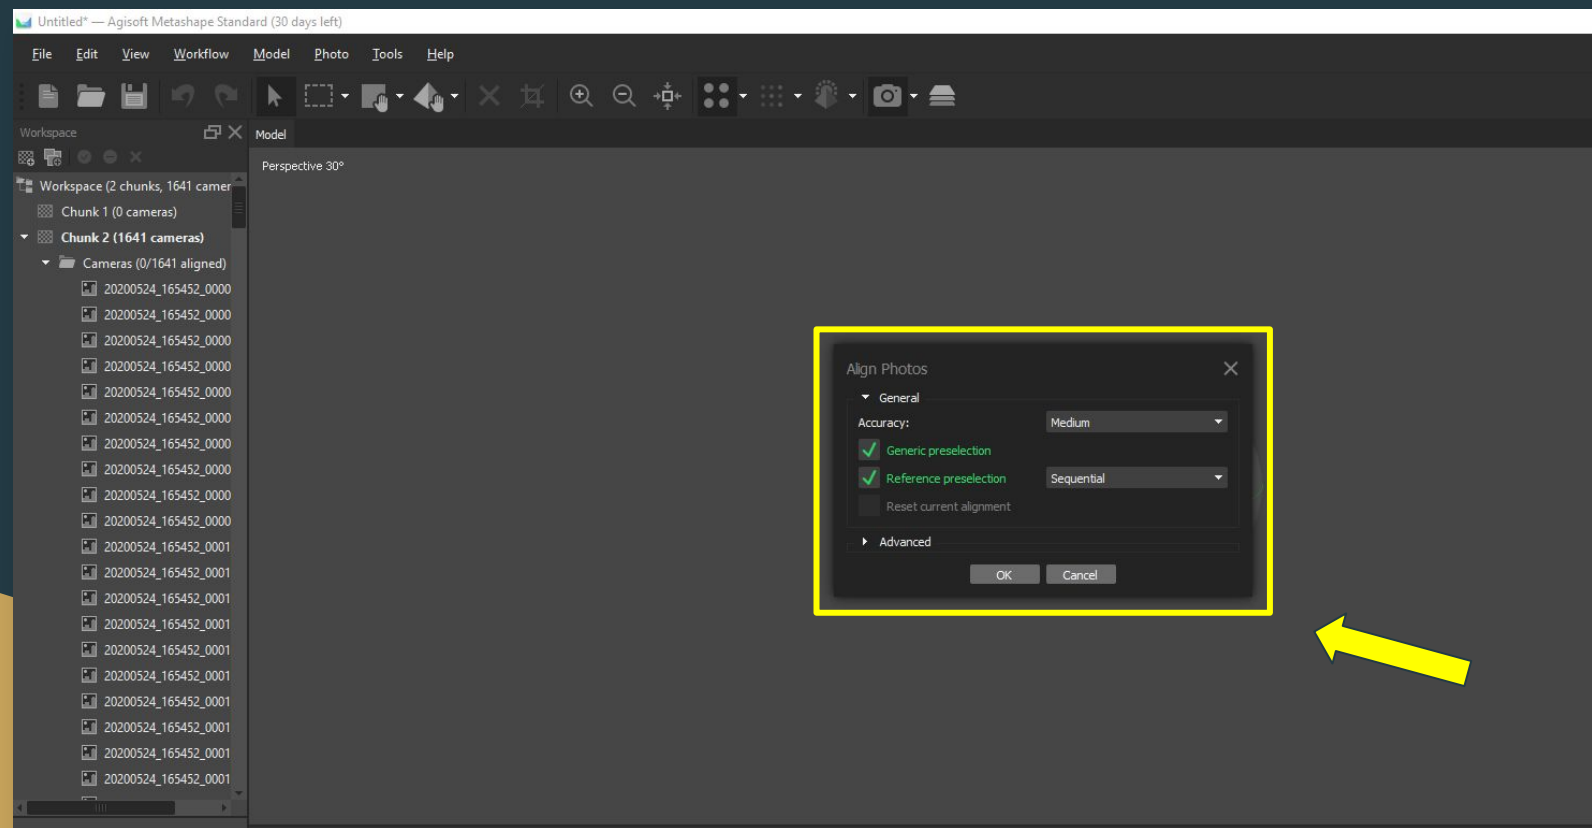 Untitled* — Agisoft Metashape Standard (30 days left)
File Edit View Workflow Model Photo Tools Help
Workspace
Model
Perspective 30°
Workspace (2 chunks, 1641 camer
Chunk 1 (0 cameras)
Chunk 2 (1641 cameras)
Cameras (0/1641 aligned)
20200524_165452_0000
20200524_165452_0000
20200524_165452_0000
20200524_165452_0000
20200524_165452_0000
20200524_165452_0000
20200524_165452_0000
20200524_165452_0000
20200524_165452_0000
20200524_165452_0000
20200524_165452_0001
20200524_165452_0001
20200524_165452_0001
20200524_165452_0001
20200524_165452_0001
20200524_165452_0001
20200524_165452_0001
20200524_165452_0001
20200524_165452_0001
20200524_165452_0001
Align Photos
General
Accuracy: Medium
Generic preselection
Reference preselection Sequential
Reset current alignment
Advanced
OK Cancel